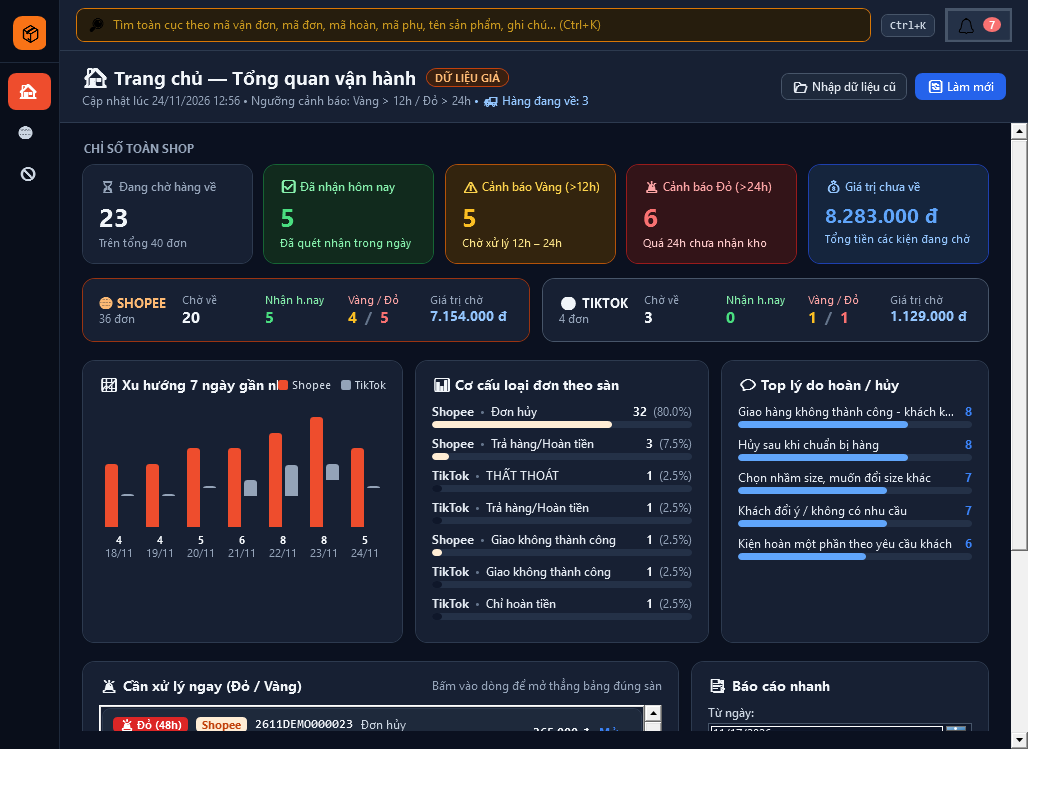 Tìm toàn cục theo mã vận đơn, mã đơn, mã hoàn, mã phụ, tên sản phẩm, ghi chú... (Ctrl+K)
Ctrl+K
7
Trang chủ — Tổng quan vận hành
DỮ LIỆU GIẢ
Cập nhật lúc 24/11/2026 12:56 • Ngưỡng cảnh báo: Vàng > 12h / Đỏ > 24h •
Hàng đang về: 3
Nhập dữ liệu cũ
Làm mới
CHỈ SỐ TOÀN SHOP
Đang chờ hàng về
23
Trên tổng 40 đơn
Đã nhận hôm nay
5
Đã quét nhận trong ngày
Cảnh báo Vàng (>12h)
5
Chờ xử lý 12h – 24h
Cảnh báo Đỏ (>24h)
6
Quá 24h chưa nhận kho
Giá trị chưa về
8.283.000 đ
Tổng tiền các kiện đang chờ
SHOPEE
36 đơn
Chờ về
20
Nhận h.nay
5
Vàng / Đỏ
4 / 5
Giá trị chờ
7.154.000 đ
TIKTOK
4 đơn
Chờ về
3
Nhận h.nay
0
Vàng / Đỏ
1 / 1
Giá trị chờ
1.129.000 đ
Xu hướng 7 ngày gần
Shopee
TikTok
4 4 5 6 8 8 5
18/11 19/11 20/11 21/11 22/11 23/11 24/11
Cơ cấu loại đơn theo sàn
Shopee • Đơn hủy 32 (80.0%)
Shopee • Trả hàng/Hoàn tiền 3 (7.5%)
TikTok • THẤT THOÁT 1 (2.5%)
TikTok • Trả hàng/Hoàn tiền 1 (2.5%)
Shopee • Giao không thành công 1 (2.5%)
TikTok • Giao không thành công 1 (2.5%)
TikTok • Chỉ hoàn tiền 1 (2.5%)
Top lý do hoàn / hủy
Giao hàng không thành công - khách k... 8
Hủy sau khi chuẩn bị hàng 8
Chọn nhầm size, muốn đổi size khác 7
Khách đổi ý / không có nhu cầu 7
Kiện hoàn một phần theo yêu cầu khách 6
Cần xử lý ngay (Đỏ / Vàng)
Bấm vào dòng để mở thẳng bảng đúng sàn
Đỏ (48h)
Shopee
2611DEMO000023
Đơn hủy
Báo cáo nhanh
Từ ngày: